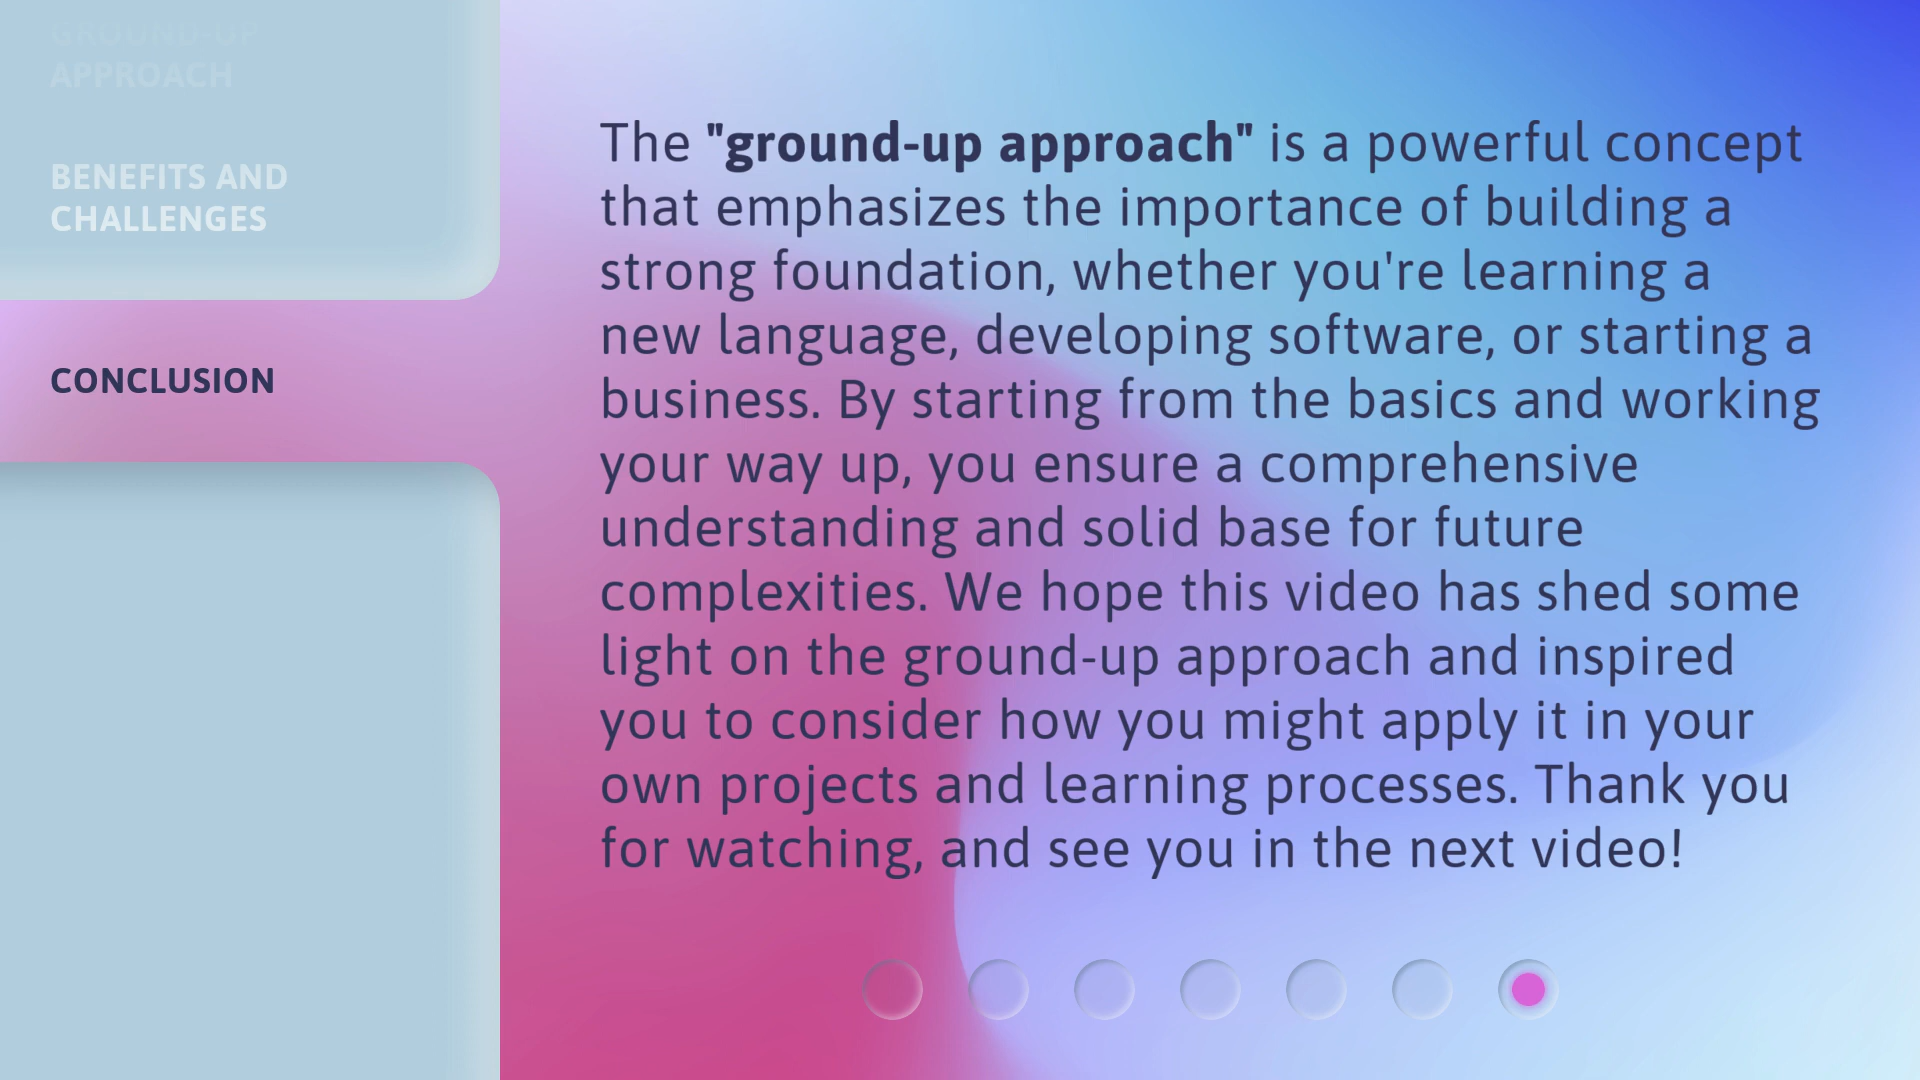 GROUND-UP
APPROACH
BENEFITS AND
CHALLENGES
CONCLUSION
The "ground-up approach" is a powerful concept
that emphasizes the importance of building a
strong foundation, whether you're learning a
new language, developing software, or starting a
business. By starting from the basics and working
your way up, you ensure a comprehensive
understanding and solid base for future
complexities. We hope this video has shed some
light on the ground-up approach and inspired
you to consider how you might apply it in your
own projects and learning processes. Thank you
for watching, and see you in the next video!